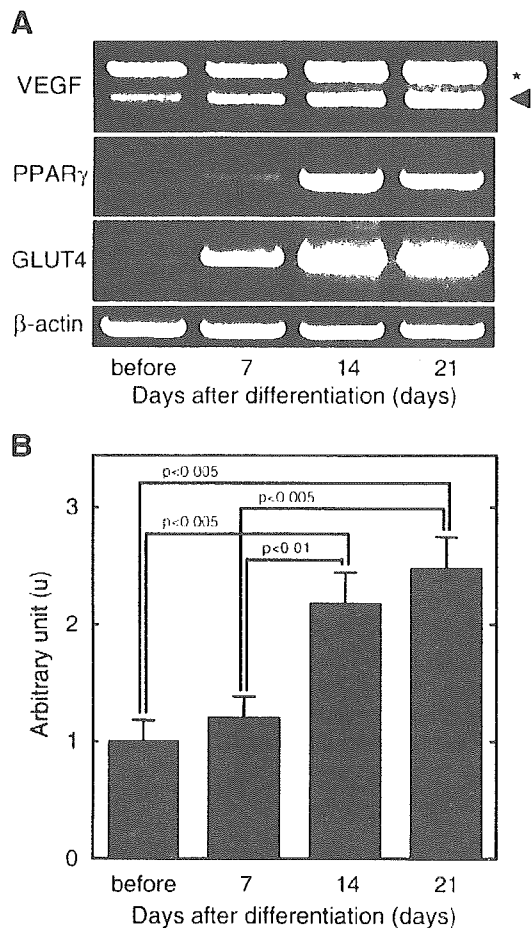 A
VEGF
*
PPARγ
GLUT4
β-actin
before 7 14 21
Days after differentiation (days)
B
Arbitrary unit (u)
3
2
1
0
p<0 005
p<0 005
p<0 005
p<0 01
before 7 14 21
Days after differentiation (days)